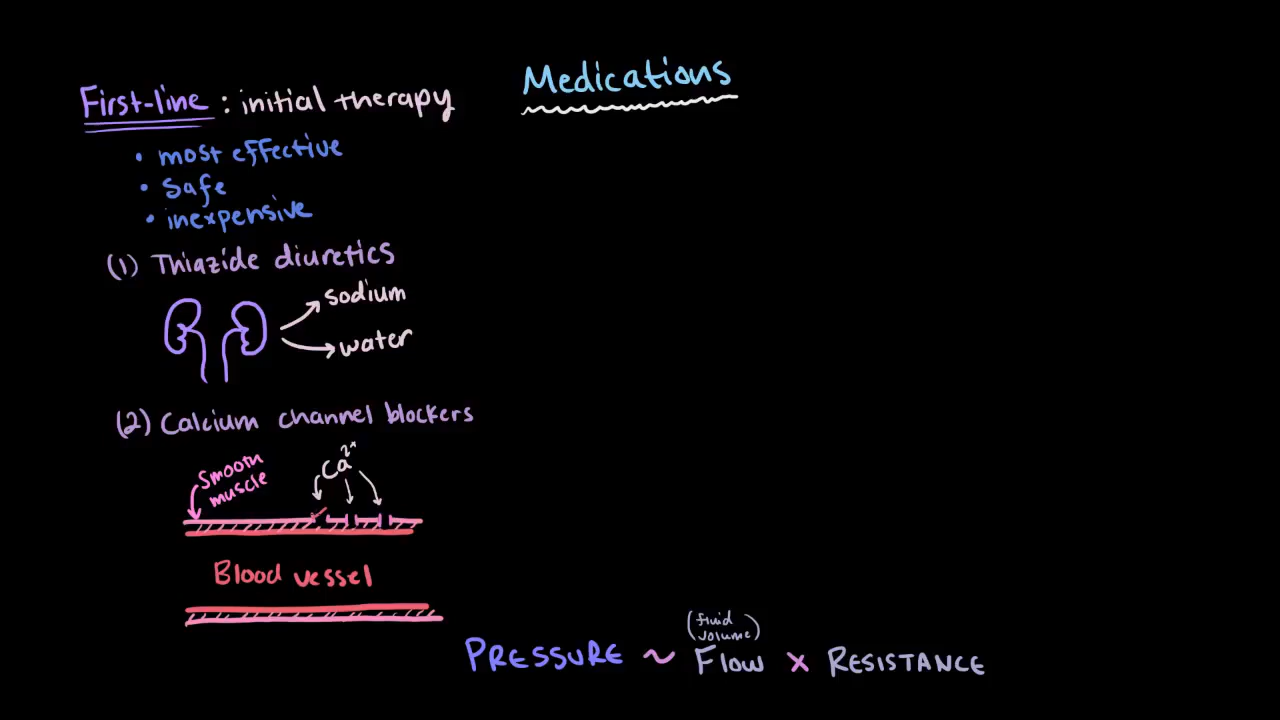 Medications
First-line : initial therapy
• most effective
• safe
• inexpensive
(1) Thiazide diuretics
sodium
water
(2) Calcium channel blockers
Smooth
muscle
Ca²⁺
Blood vessel
(fluid
volume)
PRESSURE ~ FLOW X RESISTANCE